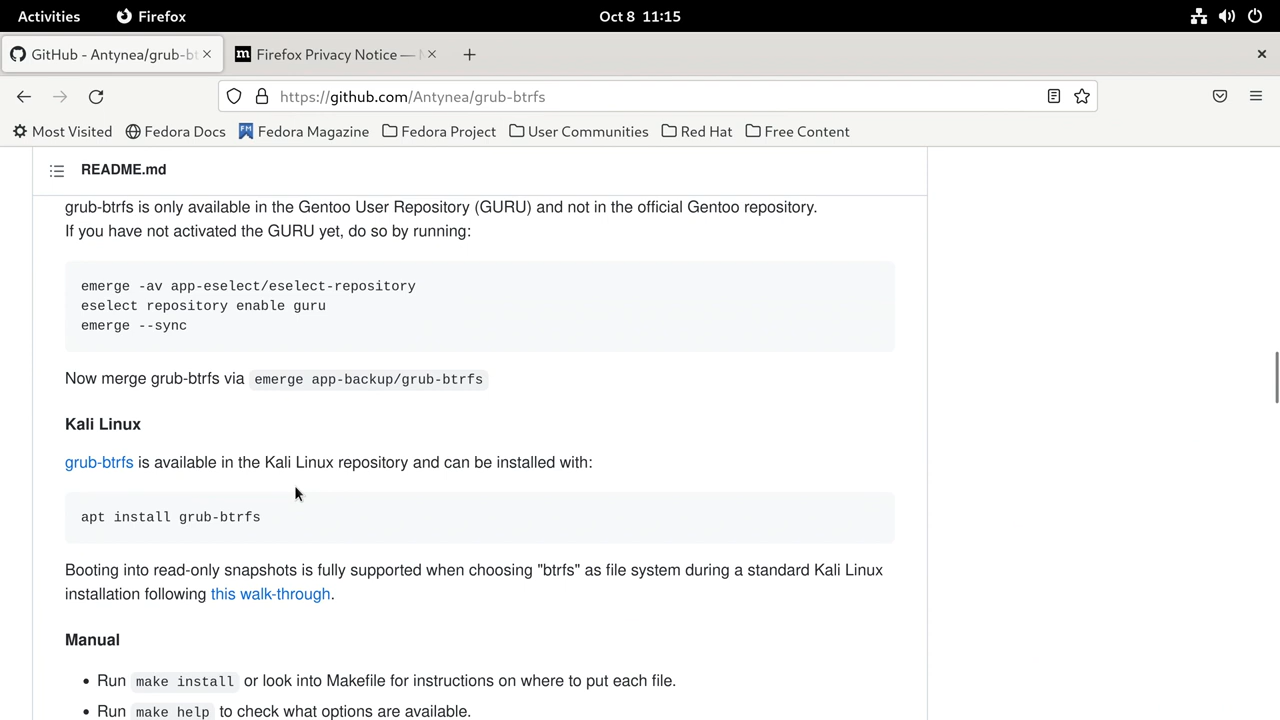 Activities
Firefox
Oct 8 11:15
GitHub - Antynea/grub-bt
Firefox Privacy Notice —
https://github.com/Antynea/grub-btrfs
Most Visited
Fedora Docs
Fedora Magazine
Fedora Project
User Communities
Red Hat
Free Content
README.md
grub-btrfs is only available in the Gentoo User Repository (GURU) and not in the official Gentoo repository.
If you have not activated the GURU yet, do so by running:
emerge -av app-eselect/eselect-repository
eselect repository enable guru
emerge --sync
Now merge grub-btrfs via emerge app-backup/grub-btrfs
Kali Linux
grub-btrfs is available in the Kali Linux repository and can be installed with:
apt install grub-btrfs
Booting into read-only snapshots is fully supported when choosing "btrfs" as file system during a standard Kali Linux
installation following this walk-through.
Manual
• Run make install or look into Makefile for instructions on where to put each file.
• Run make help to check what options are available.